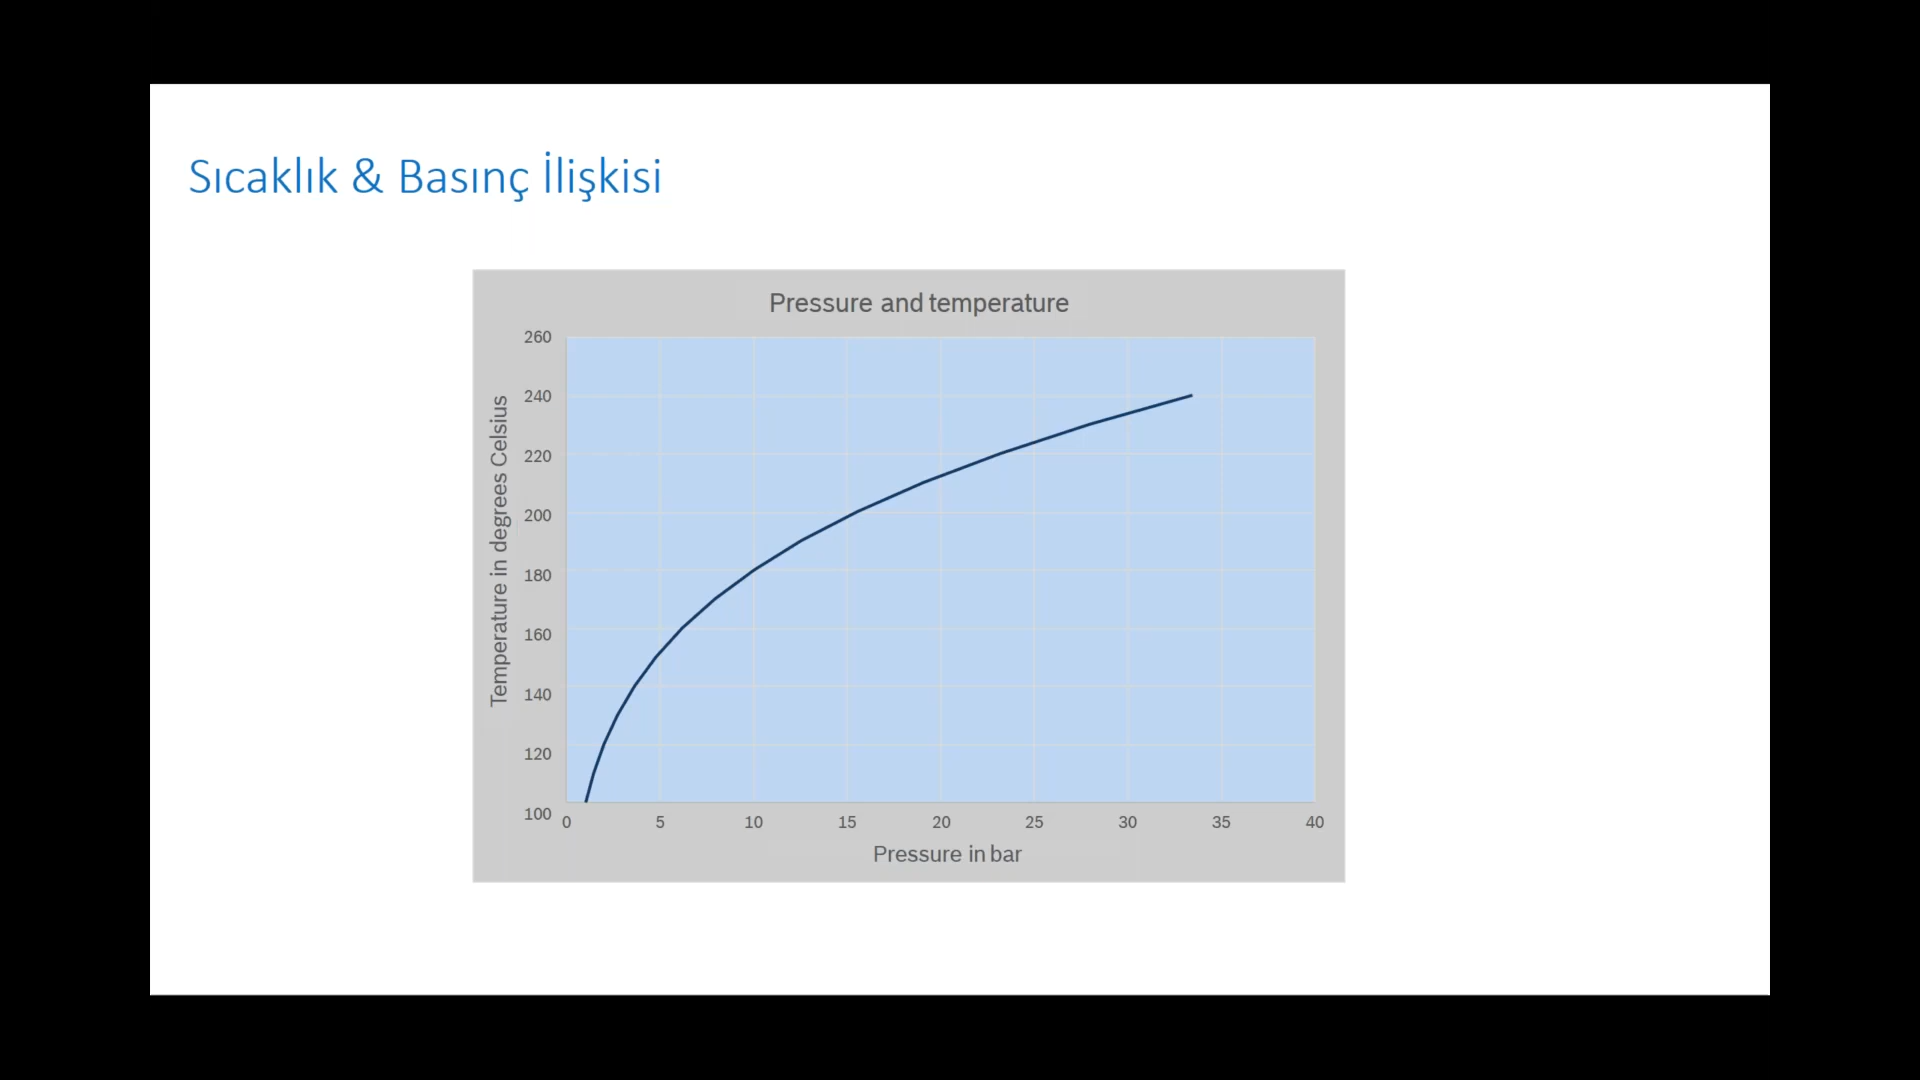 Sıcaklık & Basınç İlişkisi
Pressure and temperature
260
240
220
200
180
160
140
120
100
Temperature in degrees Celsius
0 5 10 15 20 25 30 35 40
Pressure in bar